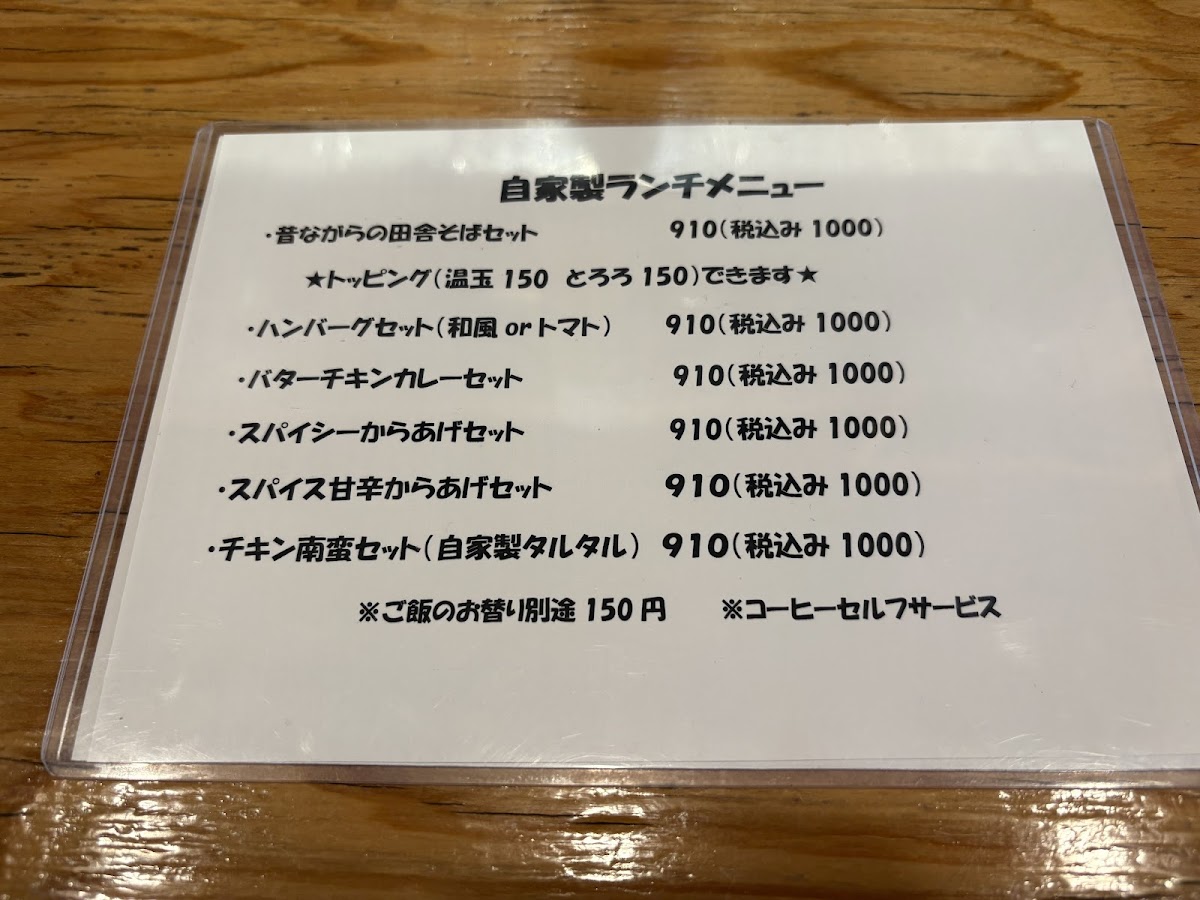 自家製ランチメニュー
・昔ながらの田舎そばセット 910(税込み 1000)
★トッピング(温玉 150 とろろ 150)できます★
・ハンバーグセット(和風 or トマト) 910(税込み 1000)
・バターチキンカレーセット 910(税込み 1000)
・スパイシーからあげセット 910(税込み 1000)
・スパイス甘辛からあげセット 910(税込み 1000)
・チキン南蛮セット(自家製タルタル) 910(税込み 1000)
※ご飯のお替り別途 150 円 ※コーヒーセルフサービス